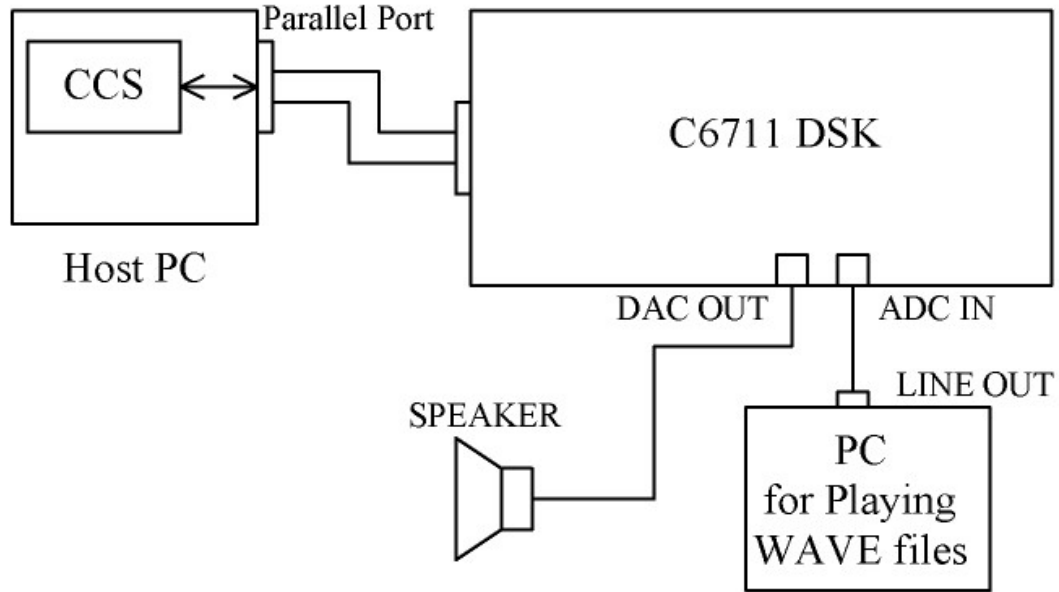 Parallel Port
CCS
C6711 DSK
Host PC
DAC OUT
ADC IN
LINE OUT
SPEAKER
PC
for Playing
WAVE files